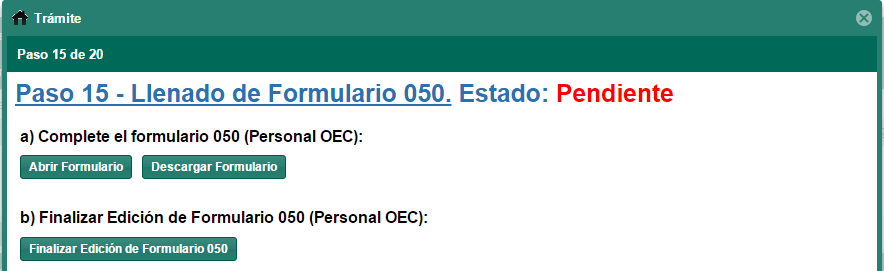 Trámite
Paso 15 de 20
Paso 15 - Llenado de Formulario 050. Estado: Pendiente
a) Complete el formulario 050 (Personal OEC):
Abrir Formulario Descargar Formulario
b) Finalizar Edición de Formulario 050 (Personal OEC):
Finalizar Edición de Formulario 050